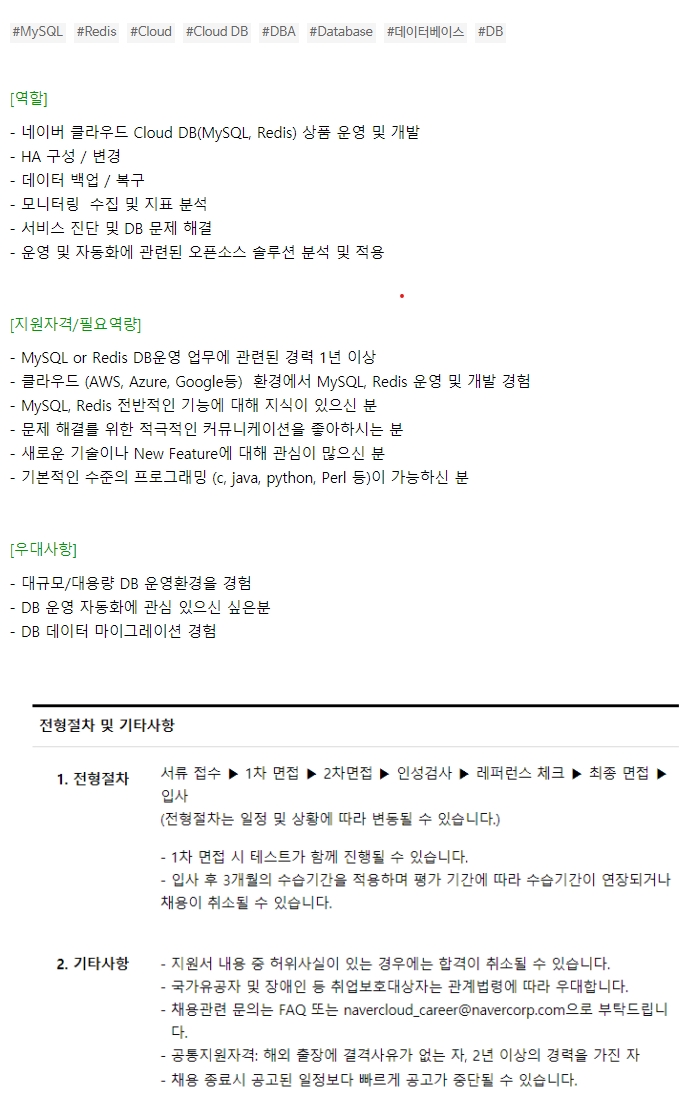 #MySQL #Redis #Cloud #Cloud DB #DBA #Database #데이터베이스 #DB
[역할]
- 네이버 클라우드 Cloud DB(MySQL, Redis) 상품 운영 및 개발
- HA 구성 / 변경
- 데이터 백업 / 복구
- 모니터링  수집 및 지표 분석
- 서비스 진단 및 DB 문제 해결
- 운영 및 자동화에 관련된 오픈소스 솔루션 분석 및 적용
[지원자격/필요역량]
- MySQL or Redis DB운영 업무에 관련된 경력 1년 이상
- 클라우드 (AWS, Azure, Google등)  환경에서 MySQL, Redis 운영 및 개발 경험
- MySQL, Redis 전반적인 기능에 대해 지식이 있으신 분
- 문제 해결를 위한 적극적인 커뮤니케이션을 좋아하시는 분
- 새로운 기술이나 New Feature에 대해 관심이 많으신 분
- 기본적인 수준의 프로그래밍 (c, java, python, Perl 등)이 가능하신 분
[우대사항]
- 대규모/대용량 DB 운영환경을 경험
- DB 운영 자동화에 관심 있으신 싶은분
- DB 데이터 마이그레이션 경험
전형절차 및 기타사항
1. 전형절차 서류 접수 ▶ 1차 면접 ▶ 2차면접 ▶ 인성검사 ▶ 레퍼런스 체크 ▶ 최종 면접 ▶
입사
(전형절차는 일정 및 상황에 따라 변동될 수 있습니다.)
- 1차 면접 시 테스트가 함께 진행될 수 있습니다.
- 입사 후 3개월의 수습기간을 적용하며 평가 기간에 따라 수습기간이 연장되거나
채용이 취소될 수 있습니다.
2. 기타사항 - 지원서 내용 중 허위사실이 있는 경우에는 합격이 취소될 수 있습니다.
- 국가유공자 및 장애인 등 취업보호대상자는 관계법령에 따라 우대합니다.
- 채용관련 문의는 FAQ 또는 navercloud_career@navercorp.com으로 부탁드립니
다.
- 공통지원자격: 해외 출장에 결격사유가 없는 자, 2년 이상의 경력을 가진 자
- 채용 종료시 공고된 일정보다 빠르게 공고가 중단될 수 있습니다.